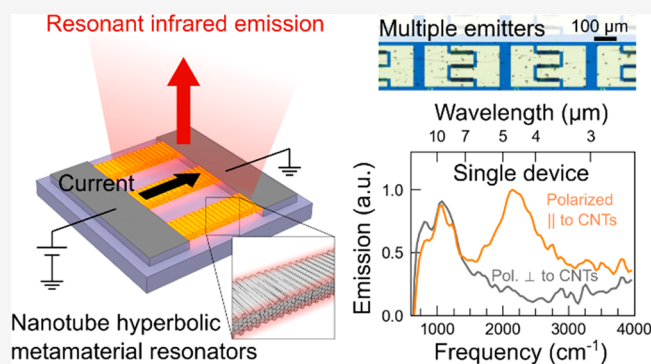 Resonant infrared emission
Current
Nanotube hyperbolic
metamaterial resonators
Multiple emitters
100 μm
Wavelength (μm)
10 7 5 4 3
Single device
Polarized
|| to CNTs
Pol. ⊥ to CNTs
Emission (a.u.)
1.0
0.5
0.0
1000 2000 3000 4000
Frequency (cm⁻¹)